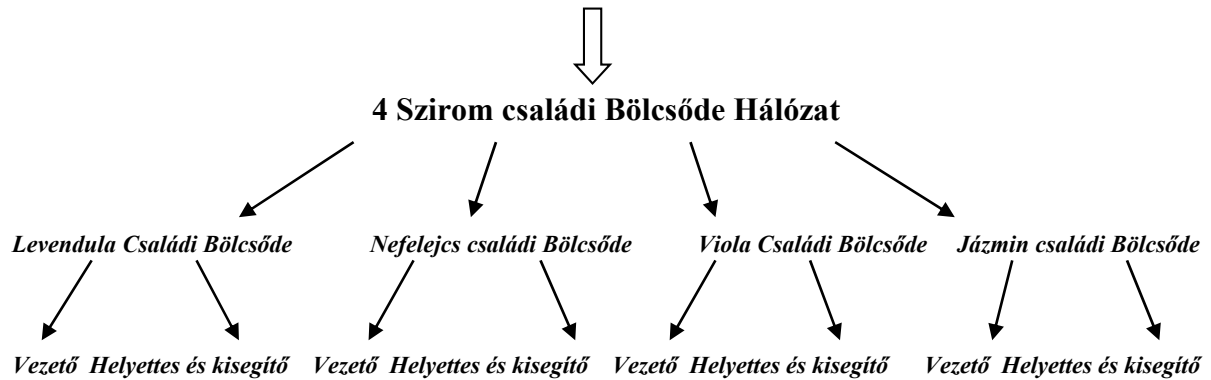 4 Szirom családi Bölcsőde Hálózat
Levendula Családi Bölcsőde Nefelejcs családi Bölcsőde Viola Családi Bölcsőde Jázmin családi Bölcsőde
Vezető Helyettes és kisegítő Vezető Helyettes és kisegítő Vezető Helyettes és kisegítő Vezető Helyettes és kisegítő